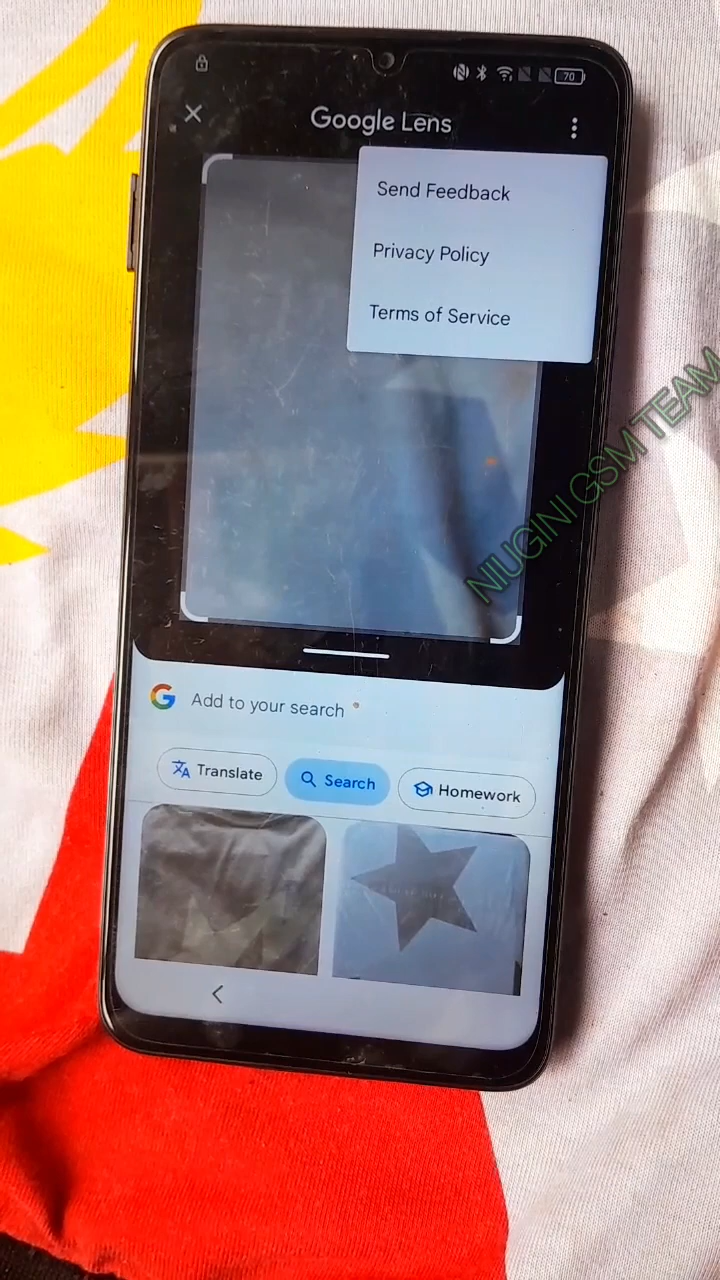 70
Google Lens
Send Feedback
Privacy Policy
Terms of Service
NIUGINI GSM TEAM
G Add to your search
Translate
Search
Homework